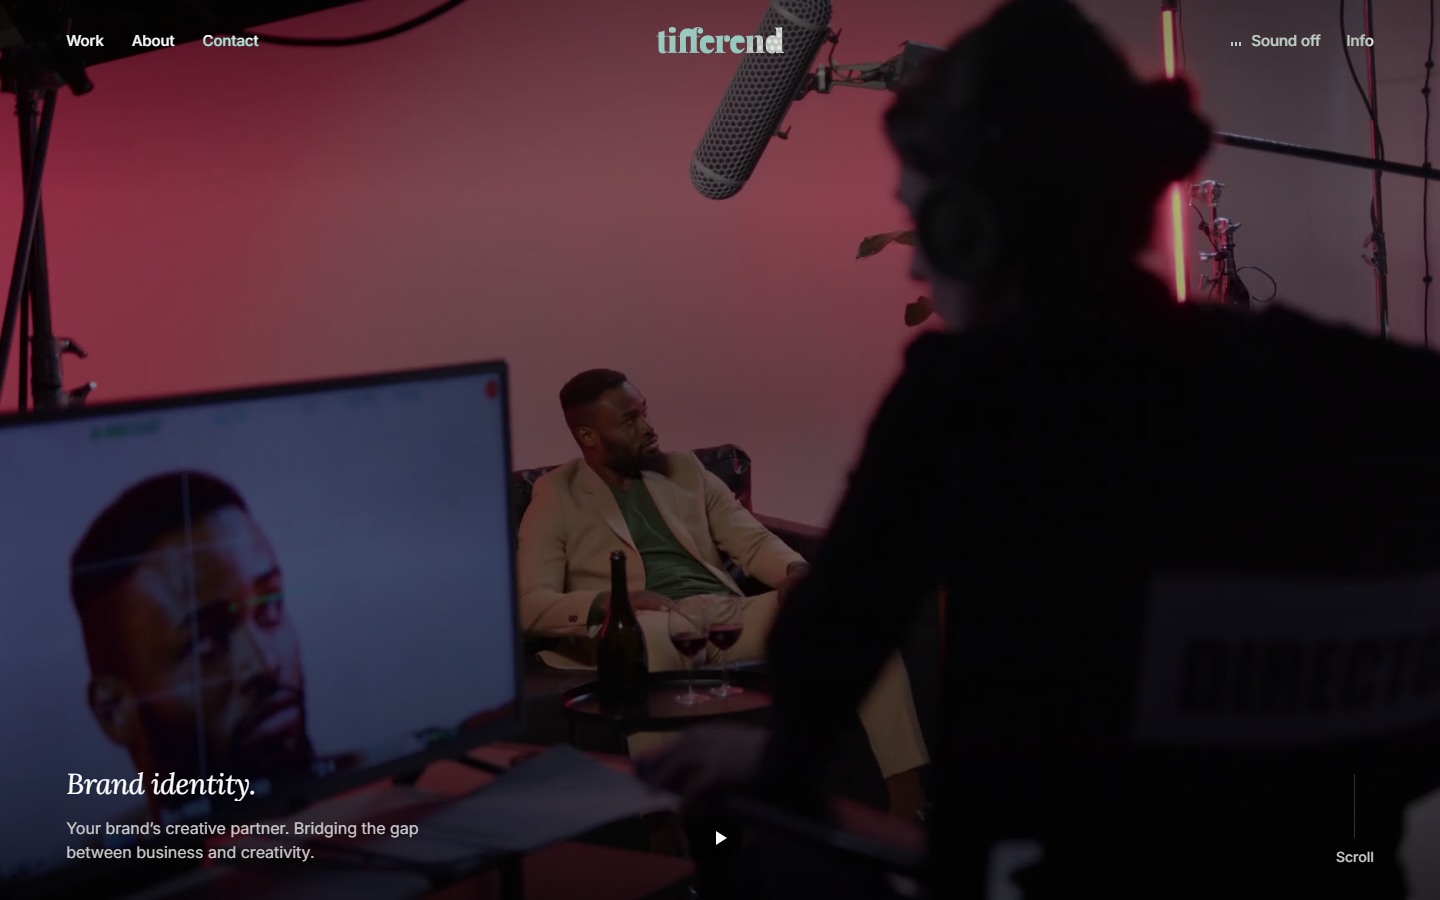 Work
About
Contact
tifferend
Sound off
Info
DIRECT
Brand identity.
Your brand’s creative partner. Bridging the gap
between business and creativity.
Scroll